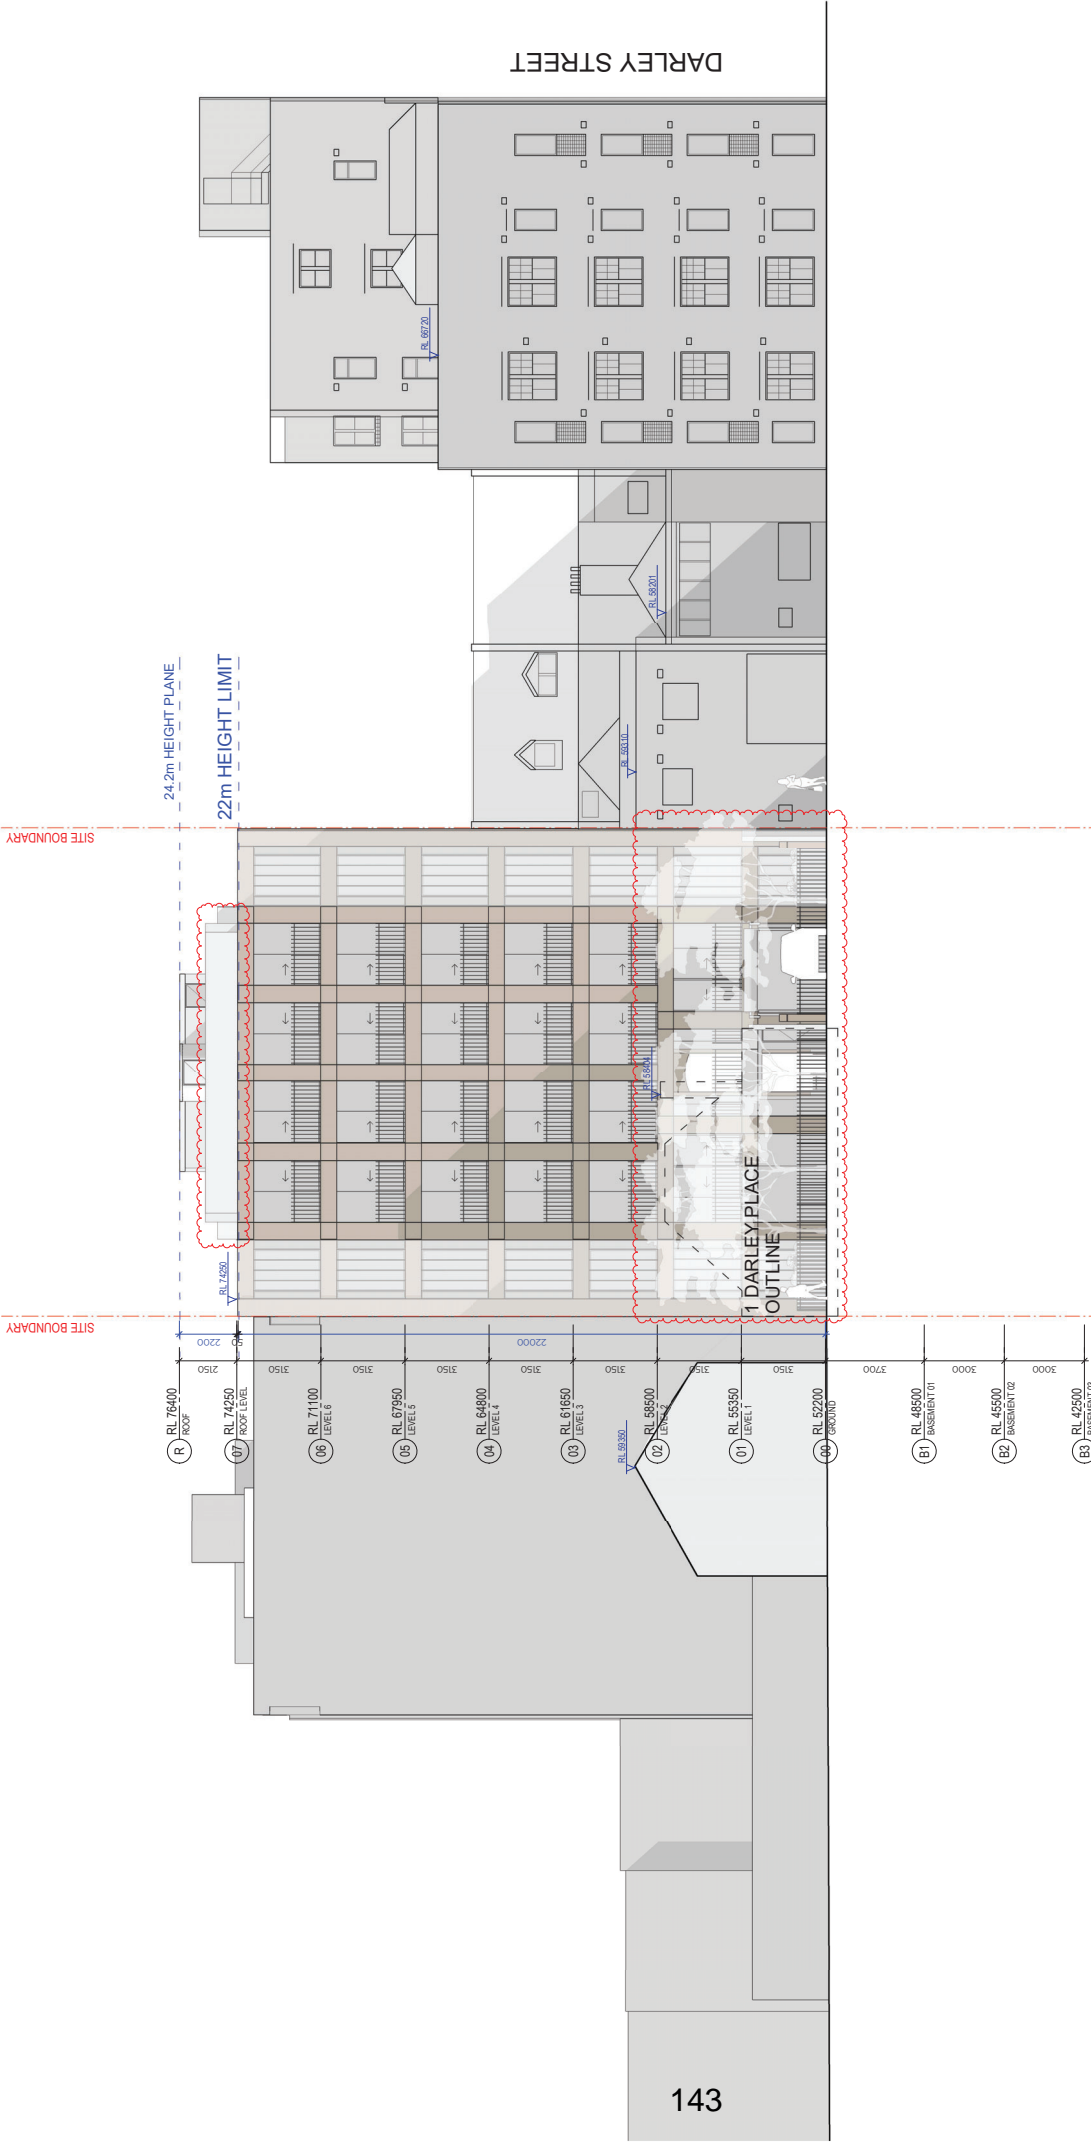 DARLEY STREET
24.2m HEIGHT PLANE
22m HEIGHT LIMIT
SITE BOUNDARY
SITE BOUNDARY
RL 66720
RL 58201
RL 59310
RL 58404
RL 74250
RL 59350
1 DARLEY PLACE
OUTLINE
2200
50
22000
2150
3150
3150
3150
3150
3150
3150
3150
3700
3000
3000
R
RL 76400
ROOF
07
RL 74250
ROOF LEVEL
06
RL 71100
LEVEL 6
05
RL 67950
LEVEL 5
04
RL 64800
LEVEL 4
03
RL 61650
LEVEL 3
02
RL 58500
LEVEL 2
01
RL 55350
LEVEL 1
00
RL 52200
GROUND
B1
RL 48500
BASEMENT 01
B2
RL 45500
BASEMENT 02
B3
RL 42500
143